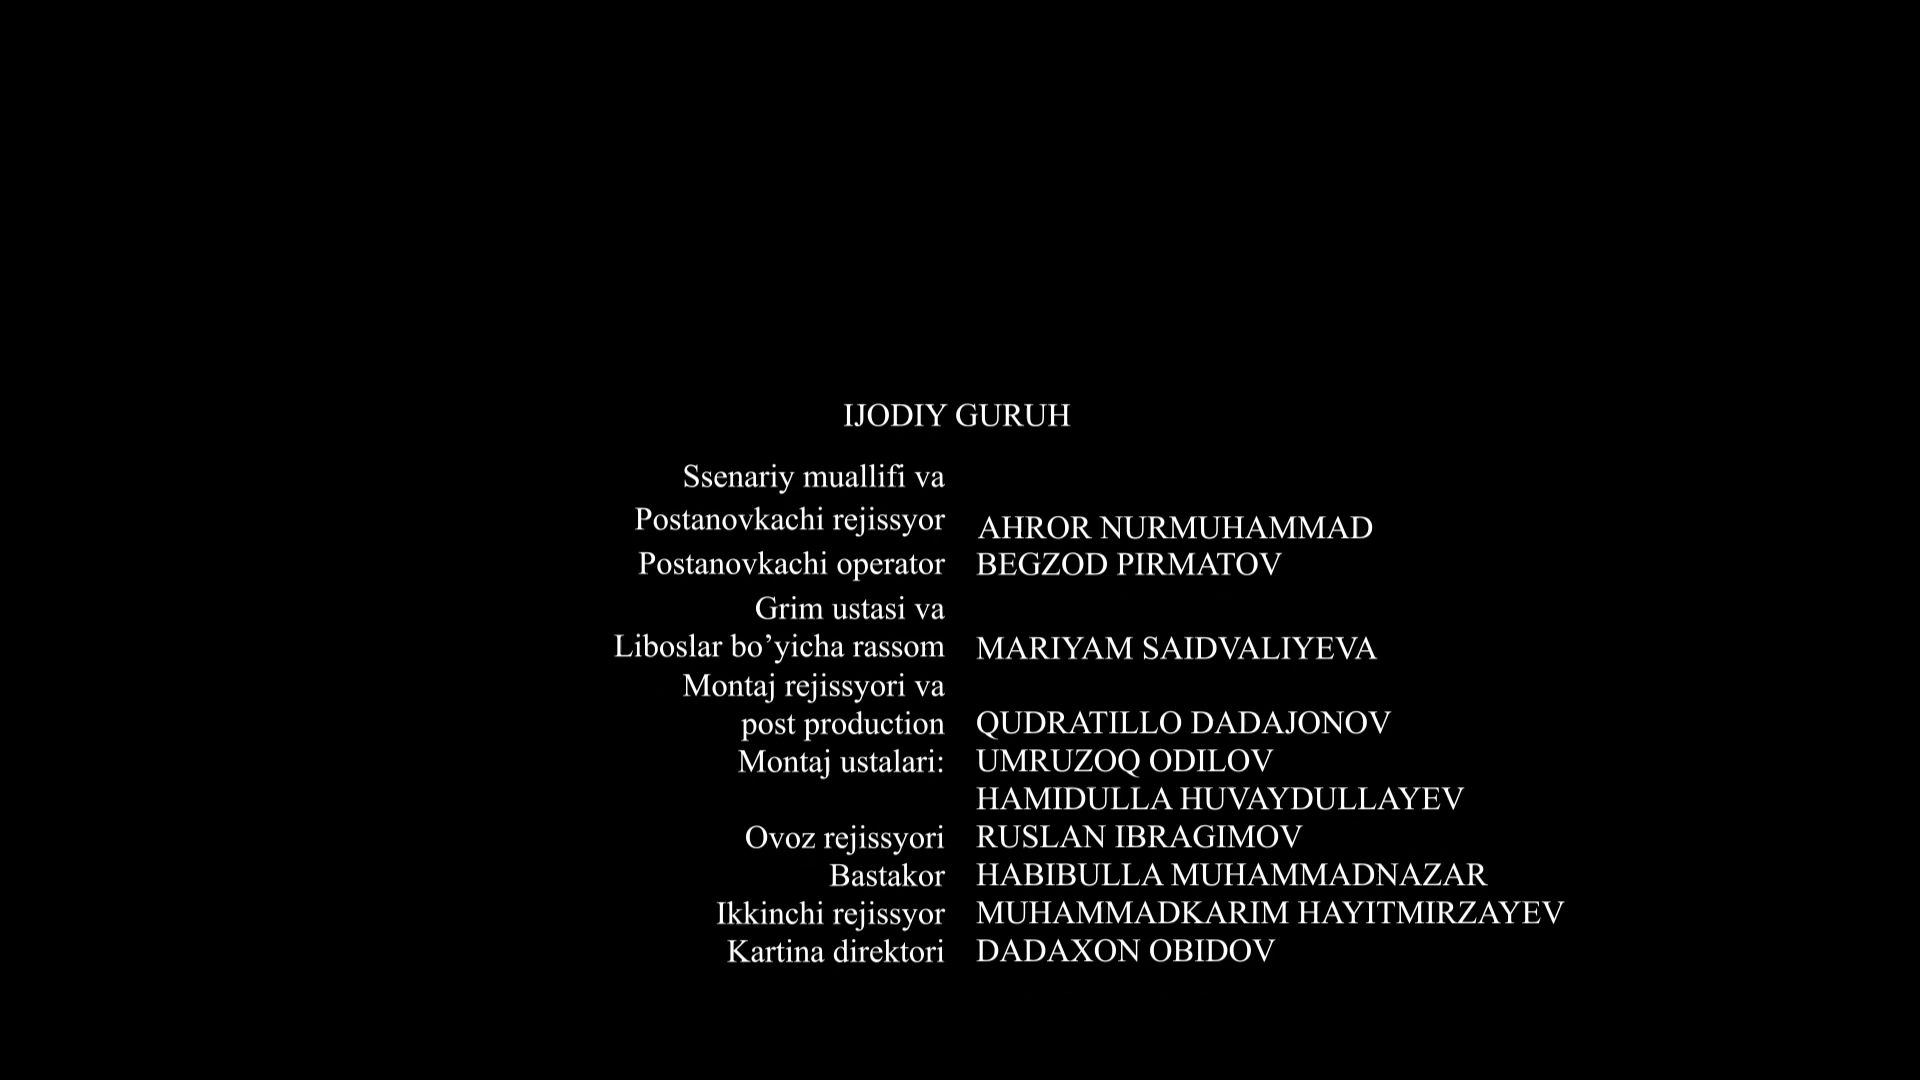 IJODIY GURUH
Ssenariy muallifi va
Postanovkachi rejissyor AHROR NURMUHAMMAD
Postanovkachi operator BEGZOD PIRMATOV
Grim ustasi va
Liboslar bo’yicha rassom MARIYAM SAIDVALIYEVA
Montaj rejissyori va
post production QUDRATILLO DADAJONOV
Montaj ustalari: UMRUZOQ ODILOV
HAMIDULLA HUVAYDULLAYEV
Ovoz rejissyori RUSLAN IBRAGIMOV
Bastakor HABIBULLA MUHAMMADNAZAR
Ikkinchi rejissyor MUHAMMADKARIM HAYITMIRZAYEV
Kartina direktori DADAXON OBIDOV